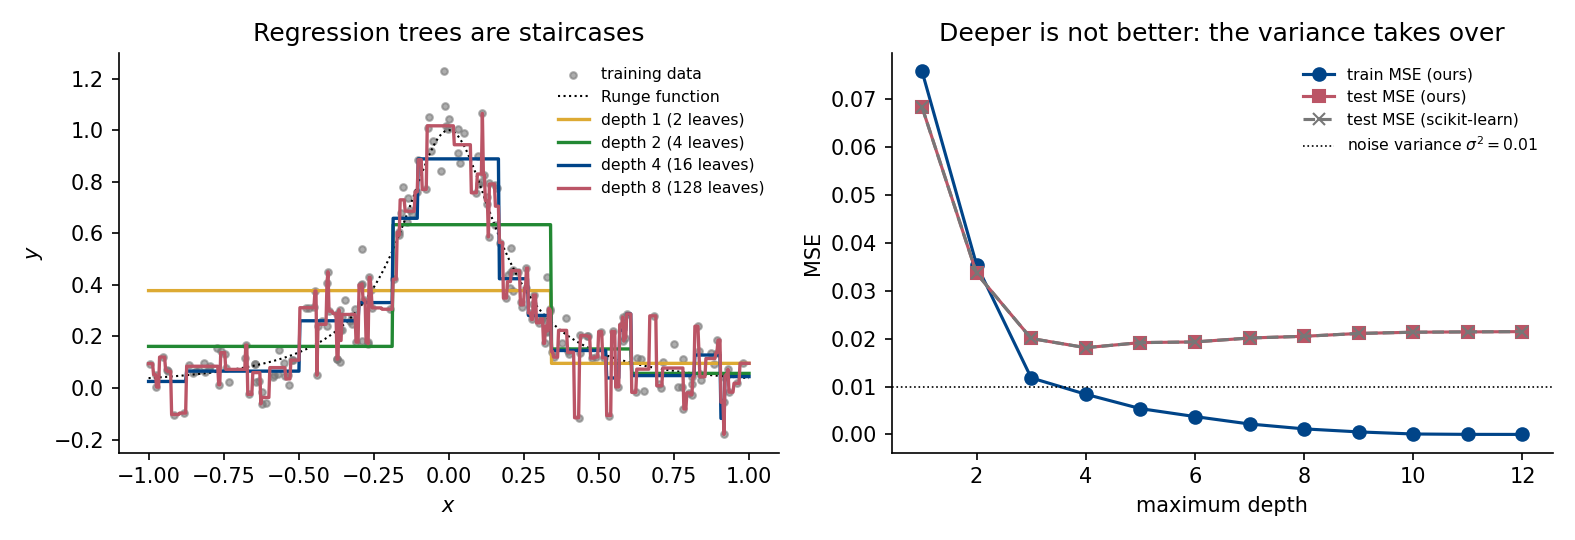 Regression trees are staircases
1.2
1.0
0.8
0.6
0.4
0.2
0.0
−0.2
y
−1.00
−0.75
−0.50
−0.25
0.00
0.25
0.50
0.75
1.00
x
training data
Runge function
depth 1 (2 leaves)
depth 2 (4 leaves)
depth 4 (16 leaves)
depth 8 (128 leaves)
Deeper is not better: the variance takes over
0.07
0.06
0.05
0.04
0.03
0.02
0.01
0.00
MSE
2
4
6
8
10
12
maximum depth
train MSE (ours)
test MSE (ours)
test MSE (scikit-learn)
noise variance σ² = 0.01